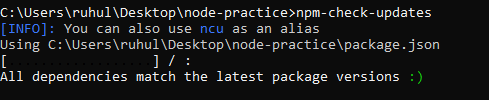 C:\Users\ruhul\Desktop\node-practice>npm-check-updates
[INFO]: You can also use ncu as an alias
Using C:\Users\ruhul\Desktop\node-practice\package.json
[..................] / :
All dependencies match the latest package versions :)